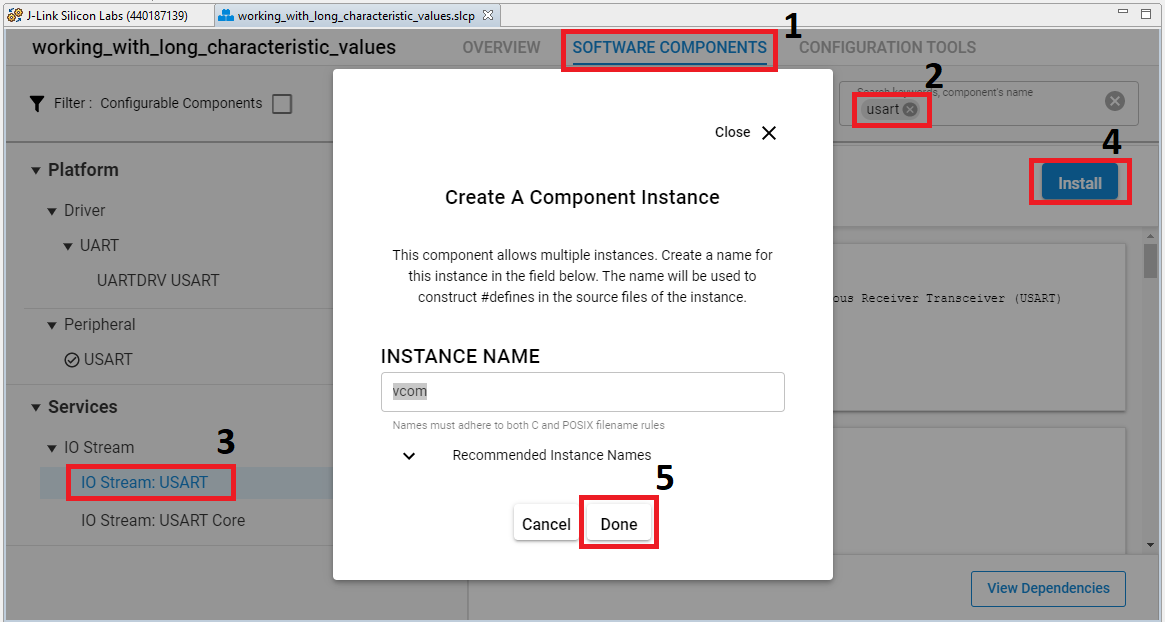 J-Link Silicon Labs (440187139)
working_with_long_characteristic_values.slcp
working_with_long_characteristic_values
OVERVIEW
SOFTWARE COMPONENTS
1
CONFIGURATION TOOLS
Filter : Configurable Components
2
Search keywords, component's name
usart
4
Install
Platform
Driver
UART
UARTDRV USART
Peripheral
USART
Services
IO Stream
3
IO Stream: USART
IO Stream: USART Core
Close
Create A Component Instance
This component allows multiple instances. Create a name for
this instance in the field below. The name will be used to
construct #defines in the source files of the instance.
INSTANCE NAME
vcom
Names must adhere to both C and POSIX filename rules
Recommended Instance Names
5
Cancel
Done
Receiver Transceiver (USART)
View Dependencies